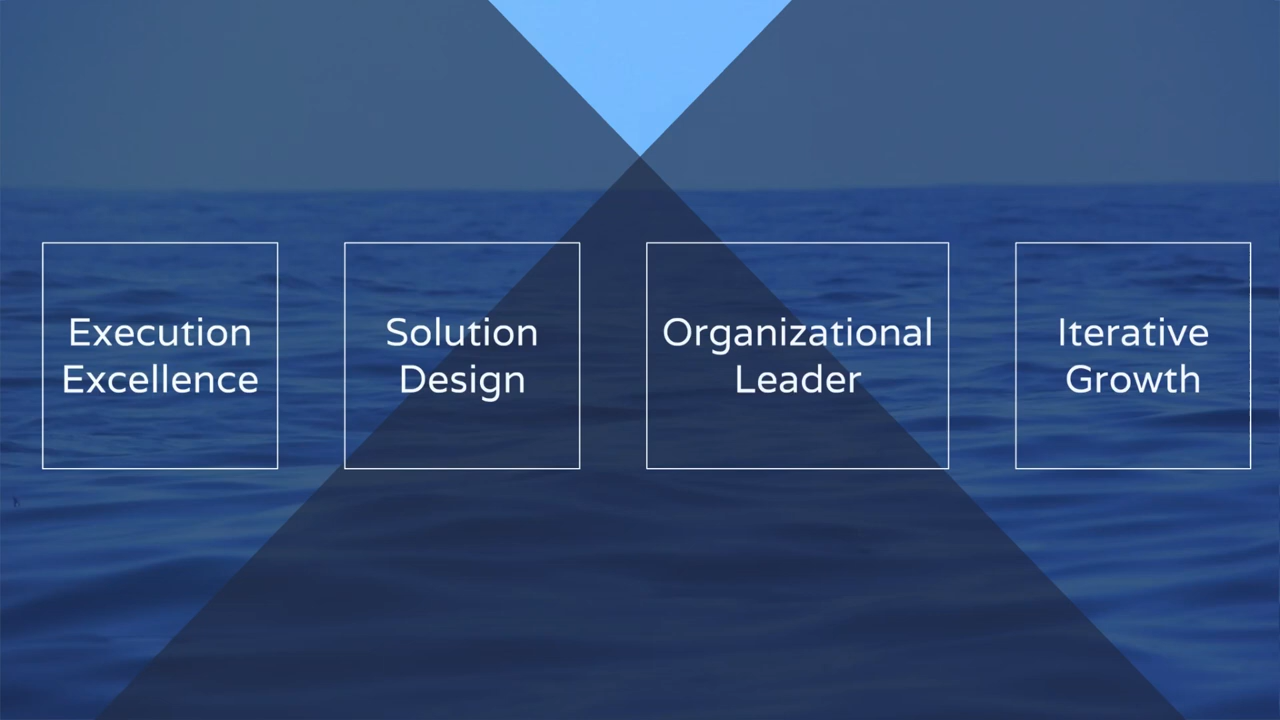 Execution
Excellence
Solution
Design
Organizational
Leader
Iterative
Growth